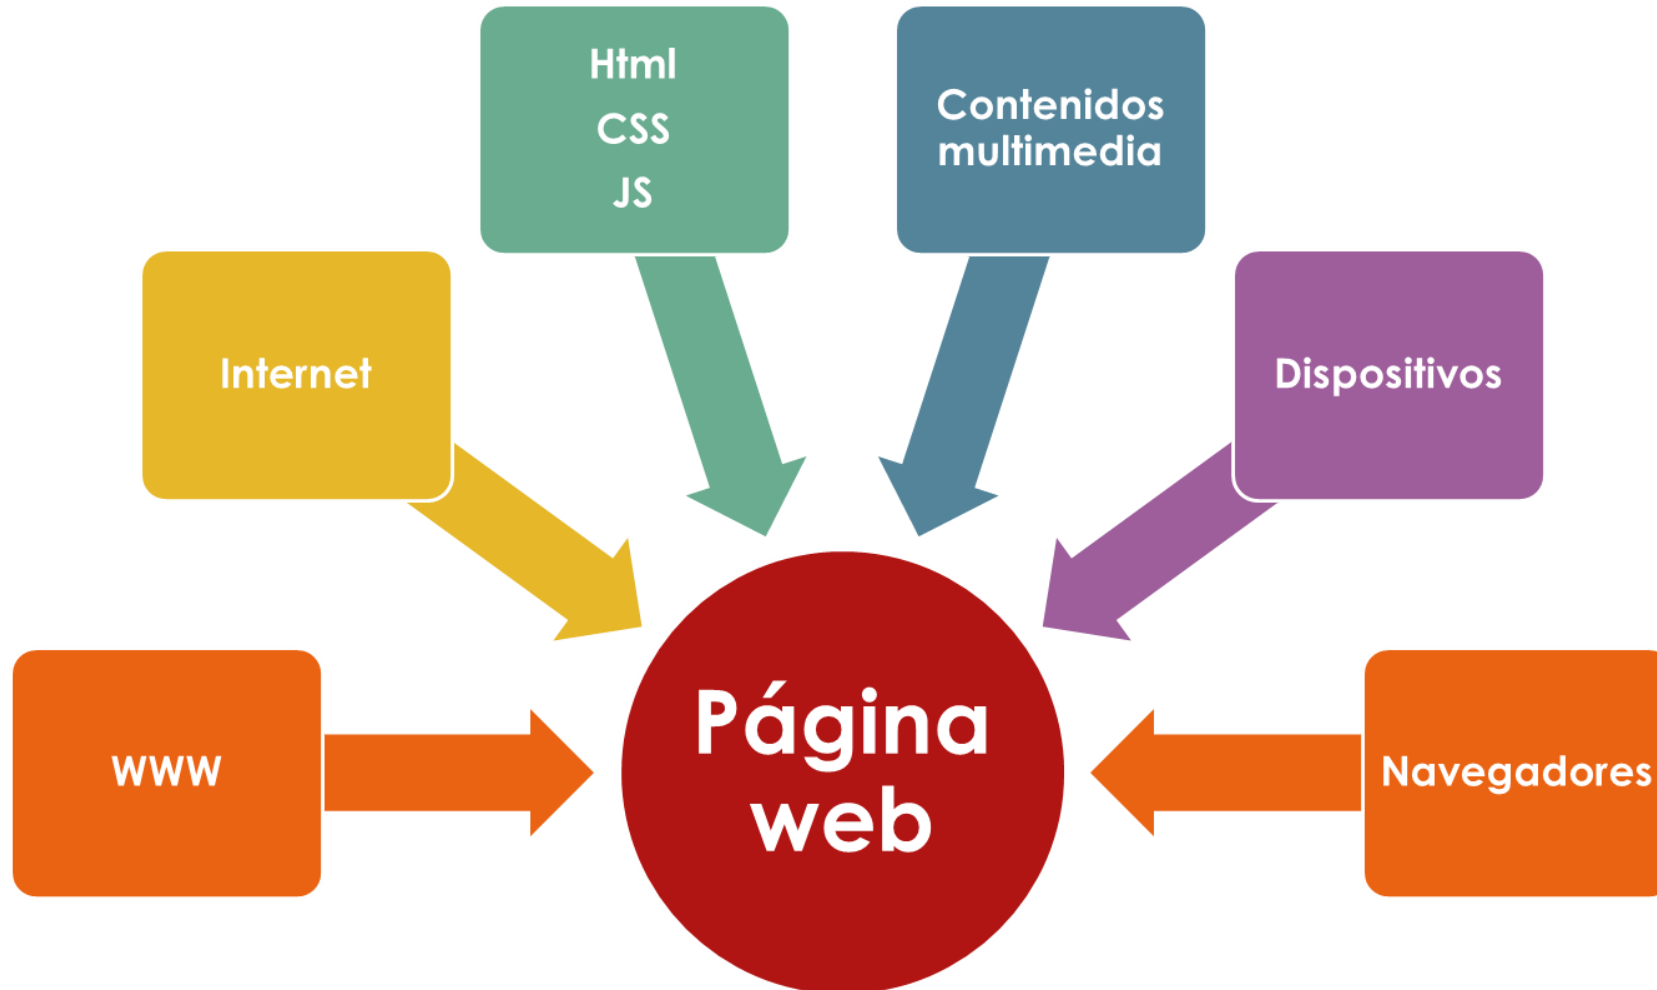 Html
CSS
JS
Contenidos
multimedia
Internet
Dispositivos
WWW
Página
web
Navegadores